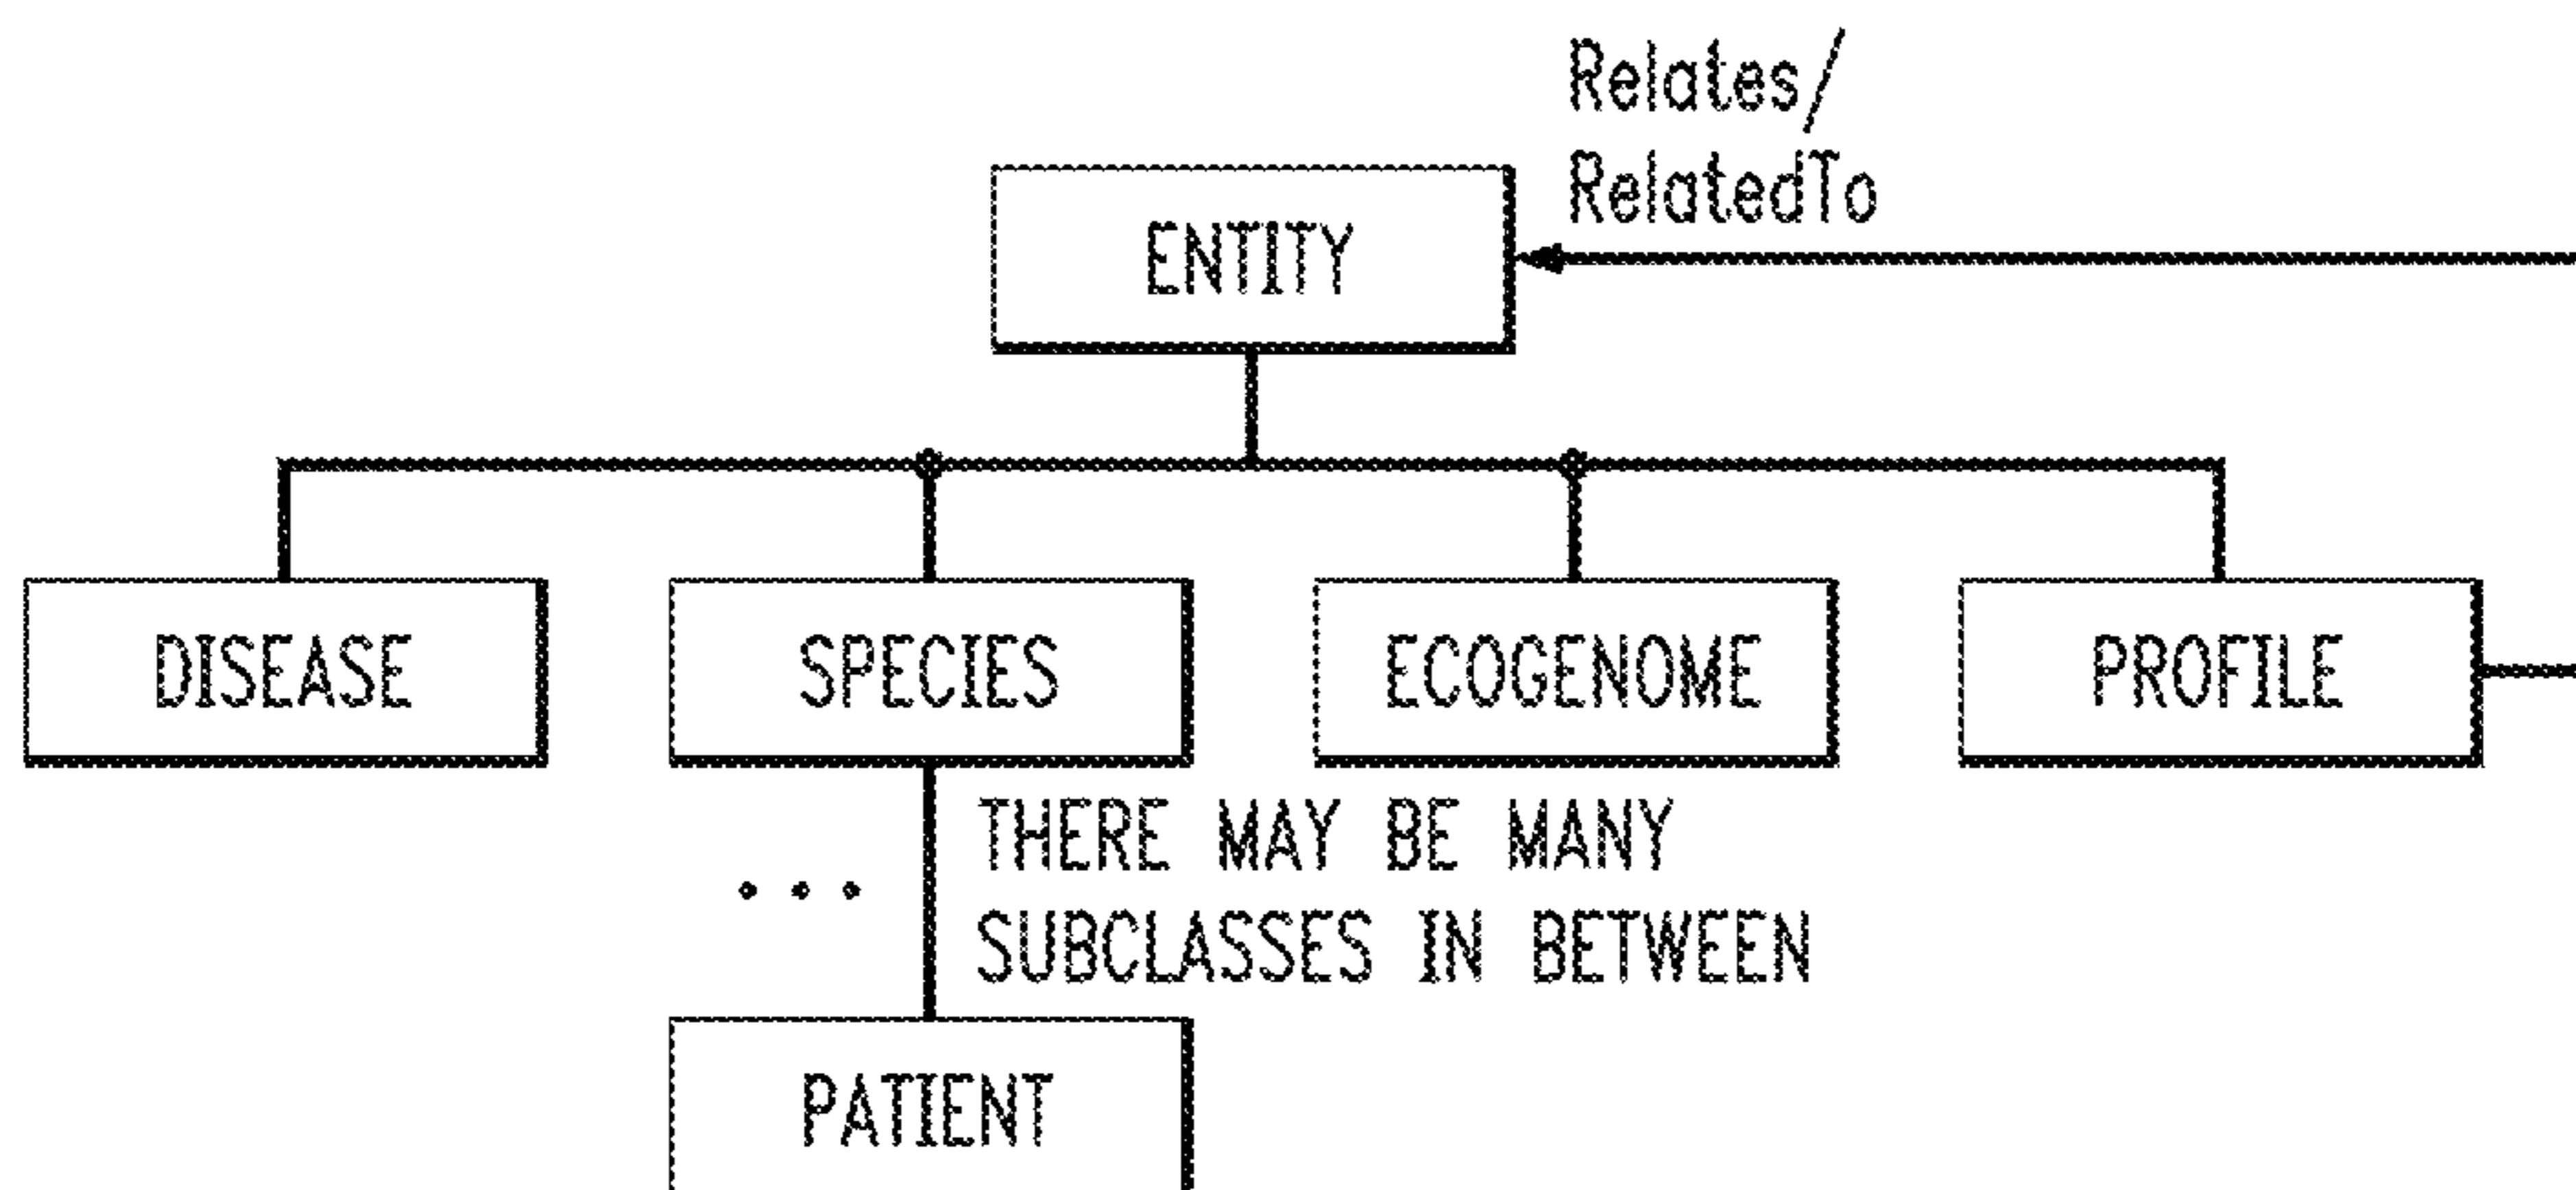 Relates/
RelatedTo
ENTITY
DISEASE
SPECIES
ECOGENOME
PROFILE
THERE MAY BE MANY
SUBCLASSES IN BETWEEN
. . .
PATIENT